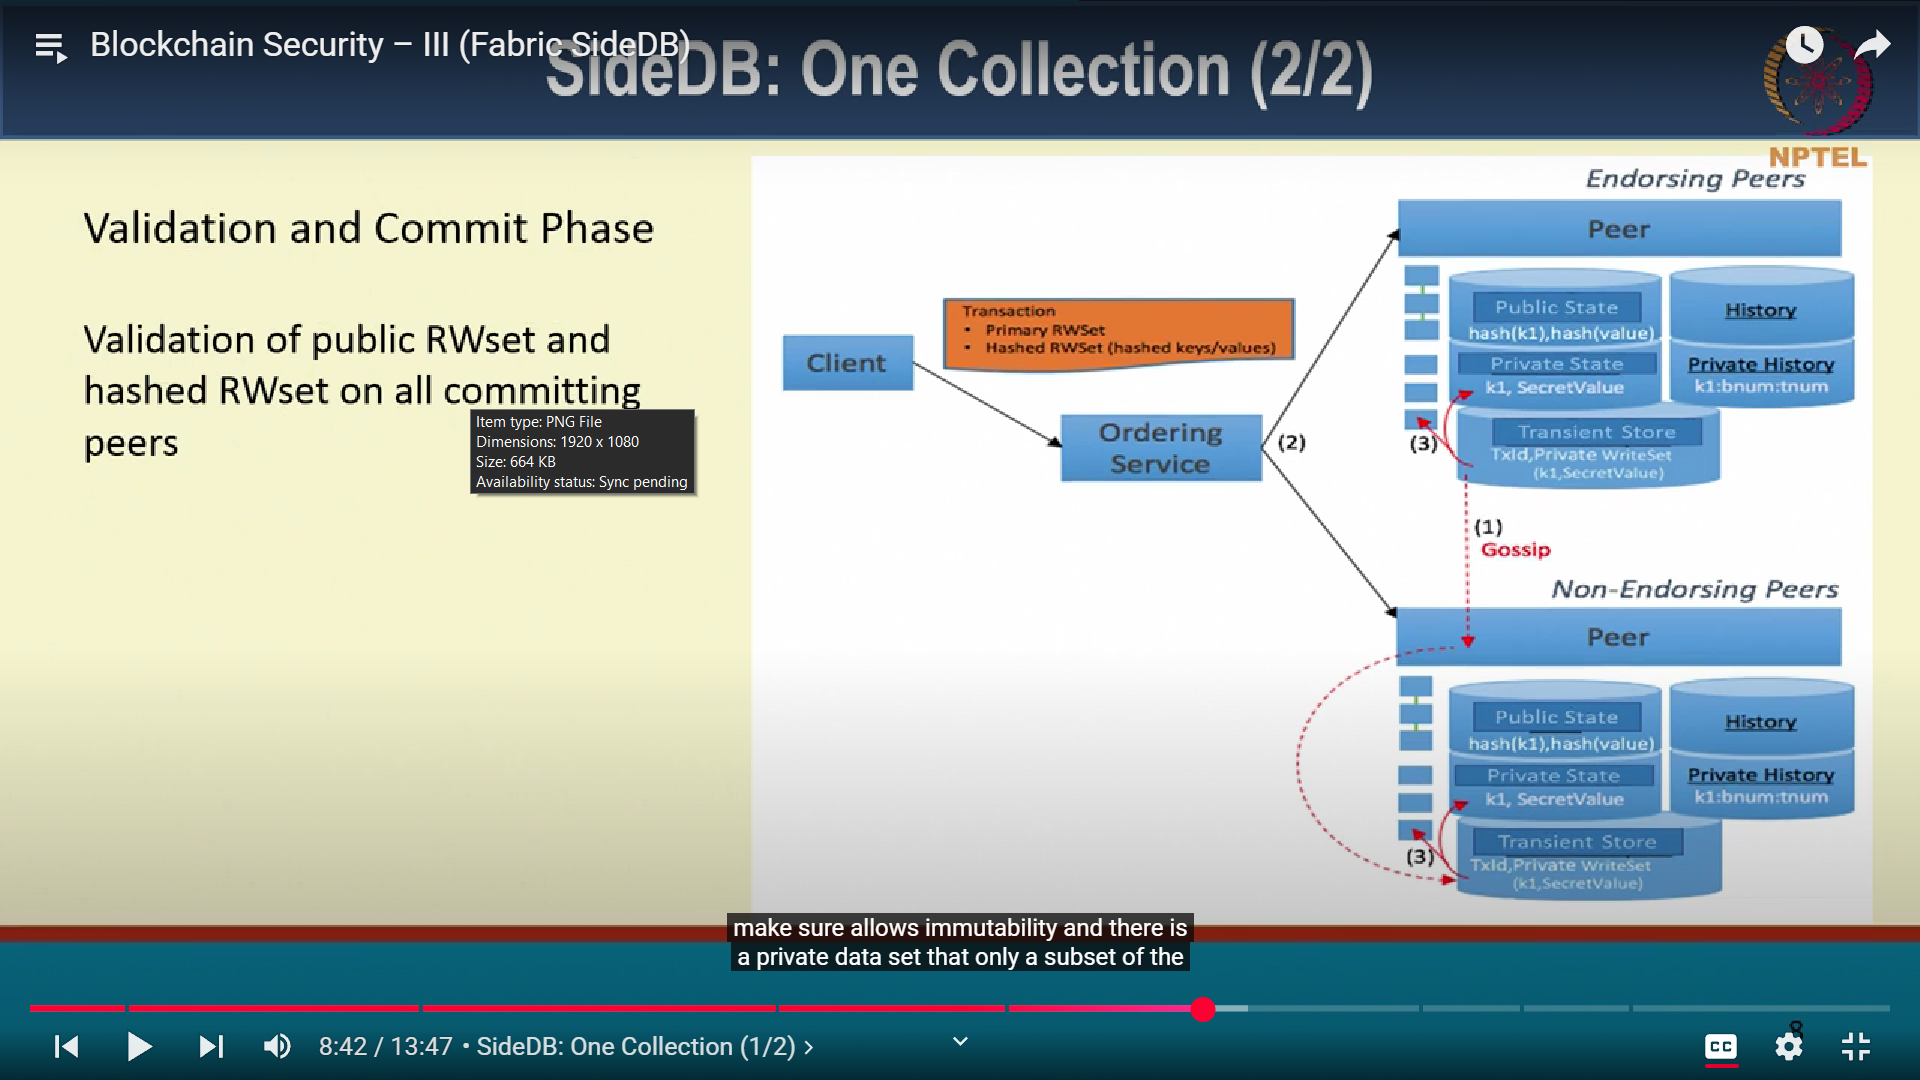 Blockchain Security – III (Fabric SideDB)
SideDB: One Collection (2/2)
NPTEL
Validation and Commit Phase
Validation of public RWset and
hashed RWset on all committing
peers
Item type: PNG File
Dimensions: 1920 x 1080
Size: 664 KB
Availability status: Sync pending
Client
Transaction
• Primary RWSet
• Hashed RWSet (hashed keys/values)
Ordering
Service
(2)
Endorsing Peers
Peer
Public State
hash(k1),hash(value)
Private State
k1, SecretValue
History
Private History
k1:bnum:tnum
(3)
Transient Store
TxId,Private WriteSet
(k1,SecretValue)
(1)
Gossip
Non-Endorsing Peers
Peer
Public State
hash(k1),hash(value)
Private State
k1, SecretValue
History
Private History
k1:bnum:tnum
(3)
Transient Store
TxId,Private WriteSet
(k1,SecretValue)
make sure allows immutability and there is
a private data set that only a subset of the
8:42 / 13:47 • SideDB: One Collection (1/2) >
CC
8